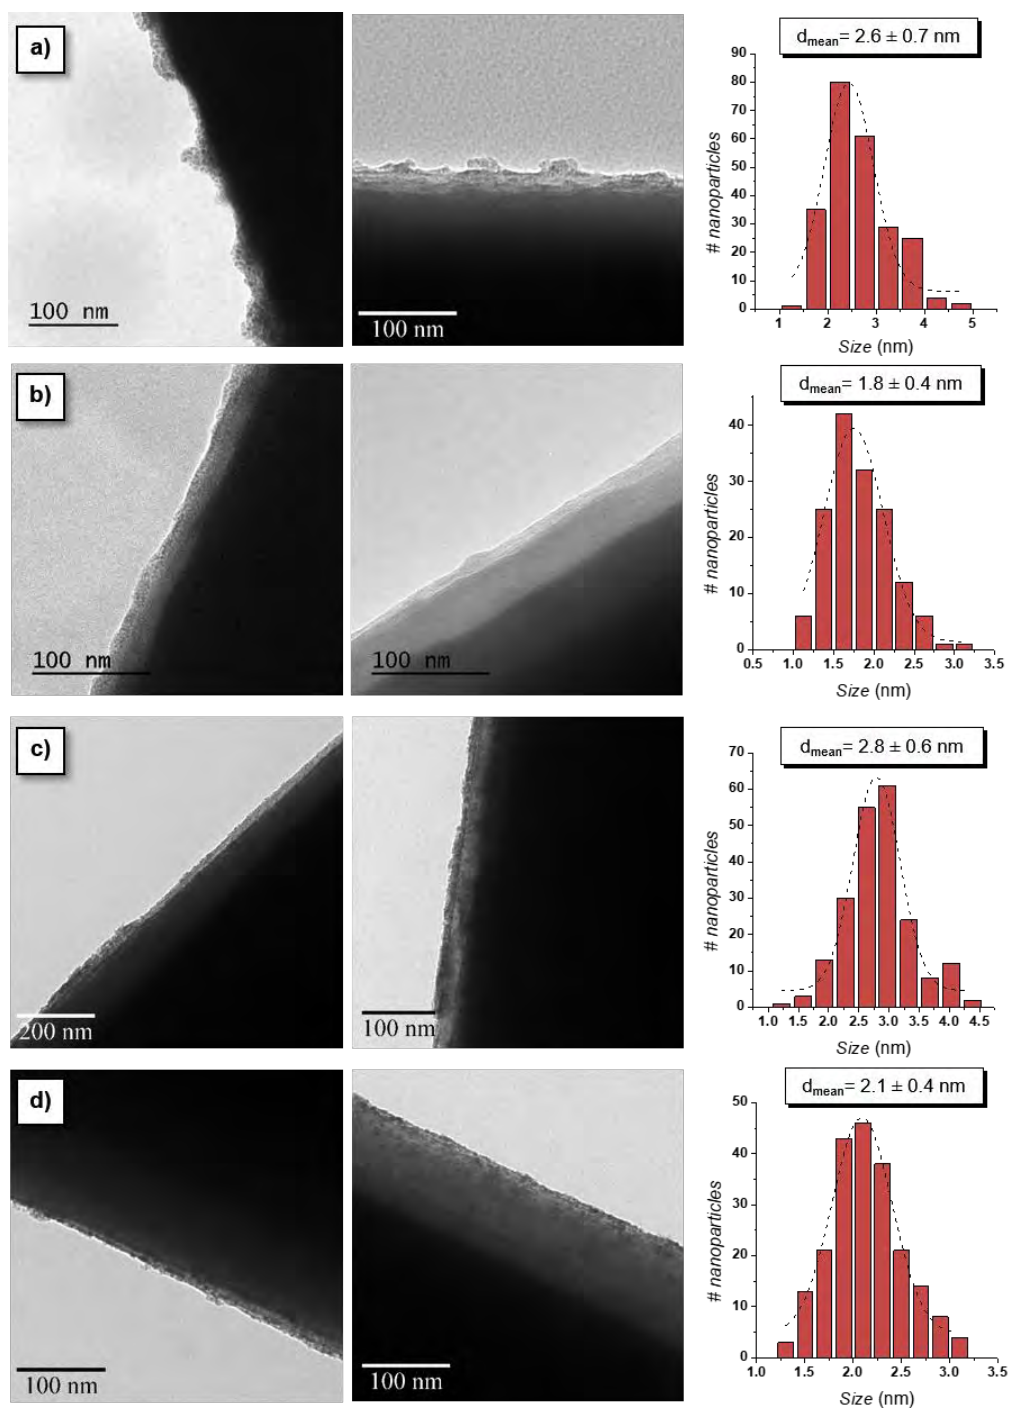 a)
100 nm
100 nm
d_mean= 2.6 ± 0.7 nm
# nanoparticles
90
80
70
60
50
40
30
20
10
0
1 2 3 4 5
Size (nm)
b)
100 nm
100 nm
d_mean= 1.8 ± 0.4 nm
# nanoparticles
40
30
20
10
0
0.5 1.0 1.5 2.0 2.5 3.0 3.5
Size (nm)
c)
200 nm
100 nm
d_mean= 2.8 ± 0.6 nm
# nanoparticles
70
60
50
40
30
20
10
0
1.0 1.5 2.0 2.5 3.0 3.5 4.0 4.5
Size (nm)
d)
100 nm
100 nm
d_mean= 2.1 ± 0.4 nm
# nanoparticles
50
40
30
20
10
0
1.0 1.5 2.0 2.5 3.0 3.5
Size (nm)